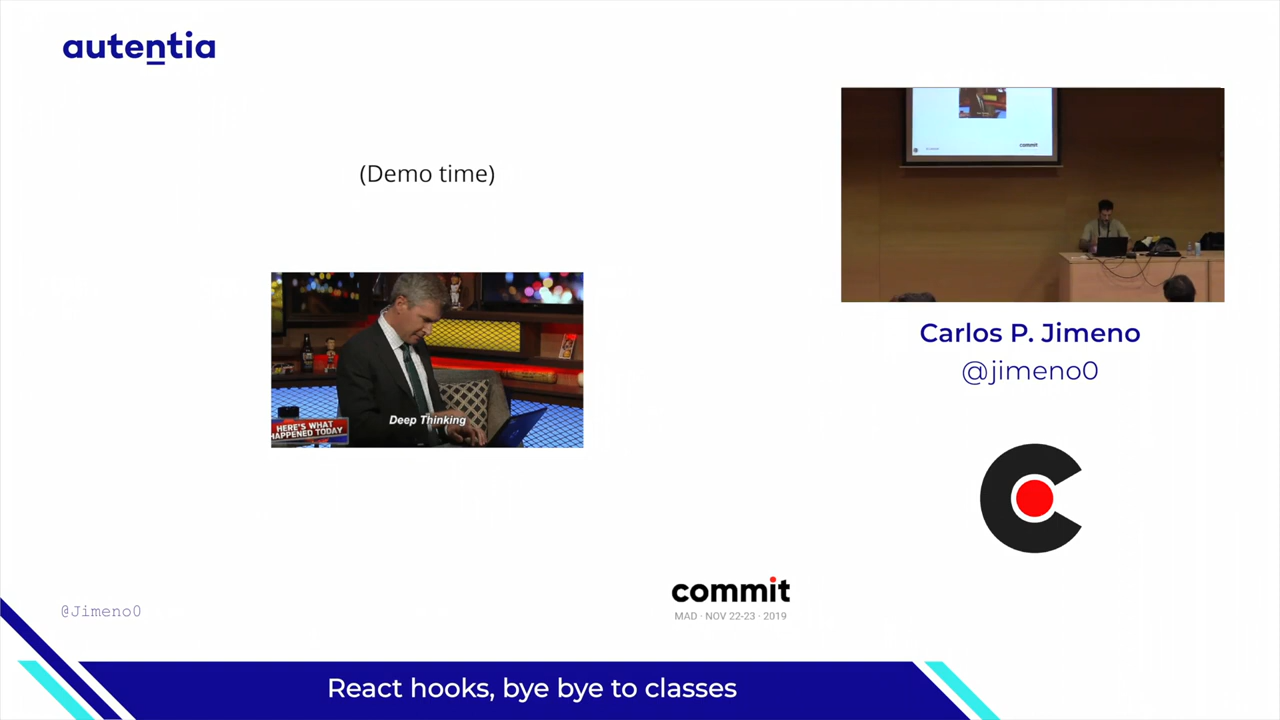 autentia
(Demo time)
Deep Thinking
HERE'S WHAT
HAPPENED TODAY
commit
Carlos P. Jimeno
@jimeno0
commit
MAD · NOV 22-23 · 2019
@Jimeno0
React hooks, bye bye to classes